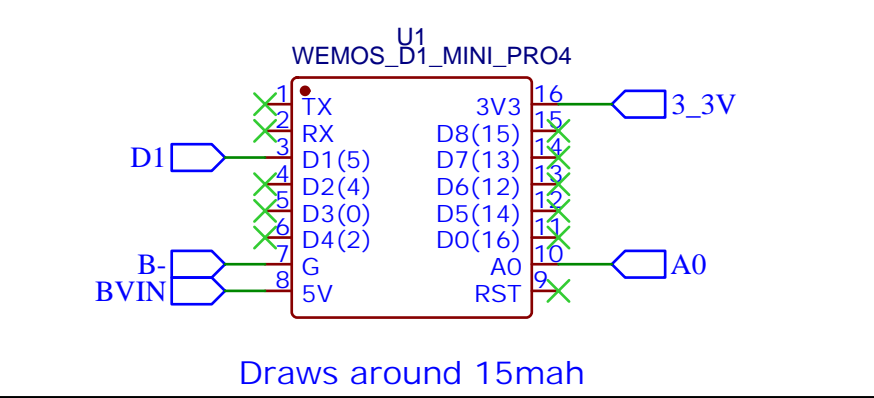 U1
WEMOS_D1_MINI_PRO4
1 TX 3V3 16 3_3V
2 RX D8(15) 15
D1 3 D1(5) D7(13) 14
4 D2(4) D6(12) 13
5 D3(0) D5(14) 12
6 D4(2) D0(16) 11
B- 7 G A0 10 A0
BVIN 8 5V RST 9
Draws around 15mah